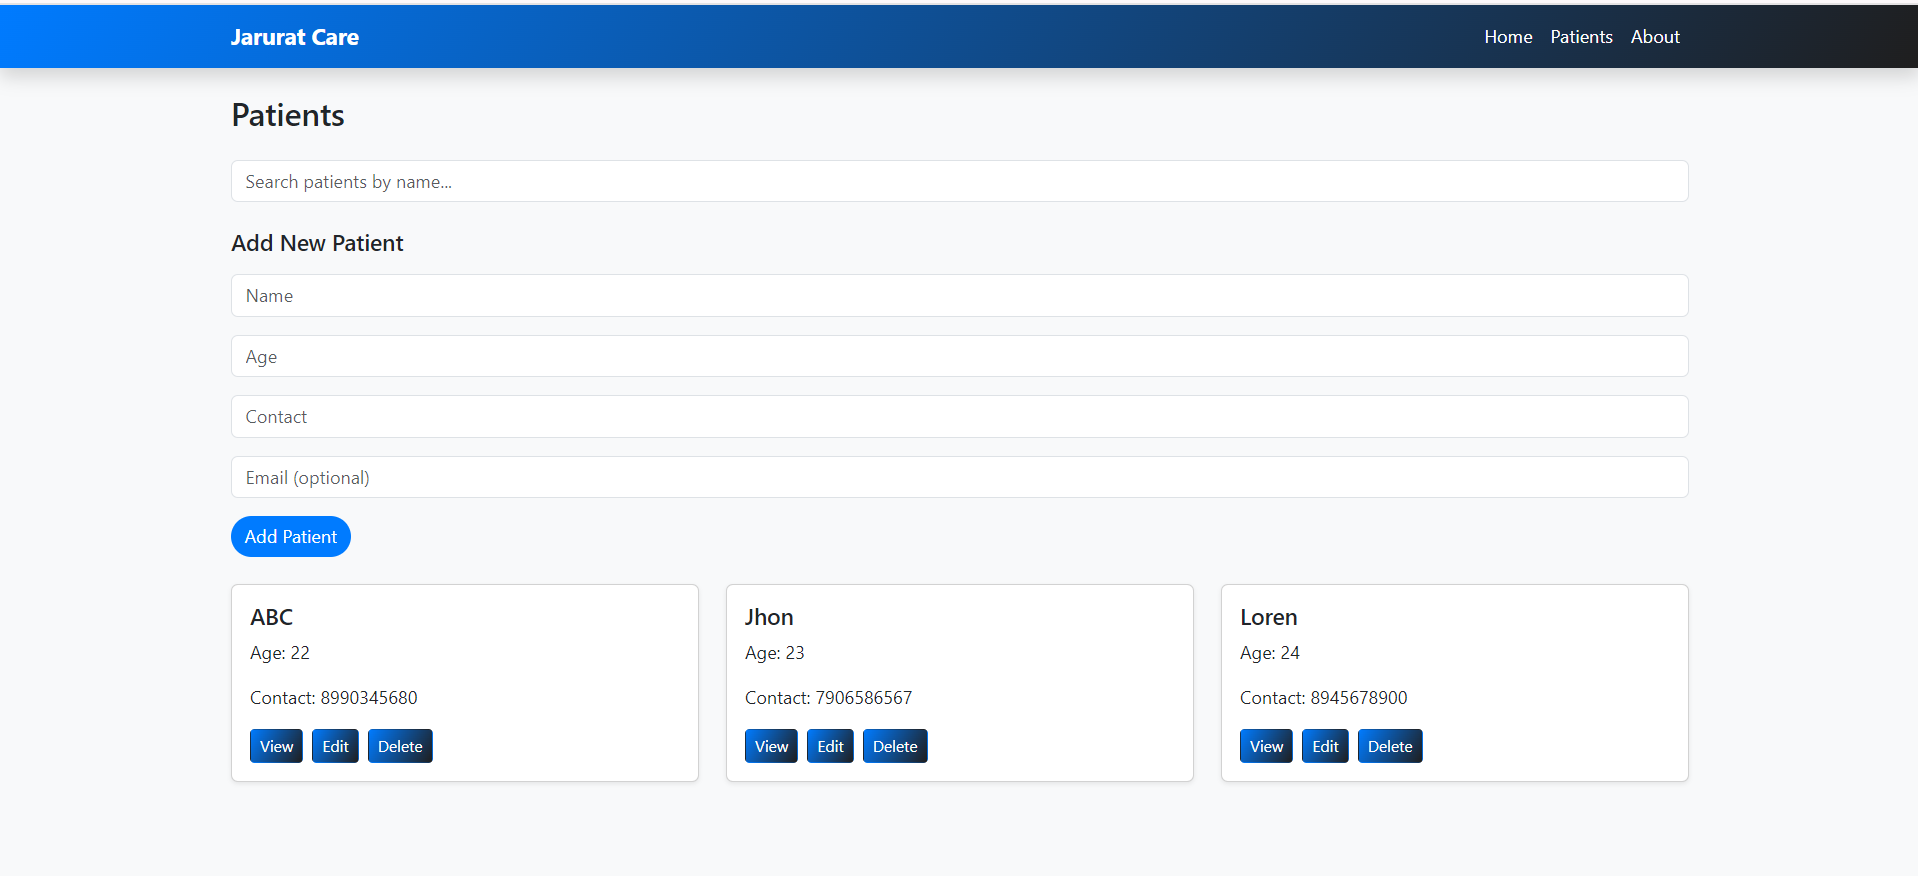 Jarurat Care
Home Patients About
Patients
Search patients by name...
Add New Patient
Name
Age
Contact
Email (optional)
Add Patient
ABC
Age: 22
Contact: 8990345680
View Edit Delete
Jhon
Age: 23
Contact: 7906586567
View Edit Delete
Loren
Age: 24
Contact: 8945678900
View Edit Delete